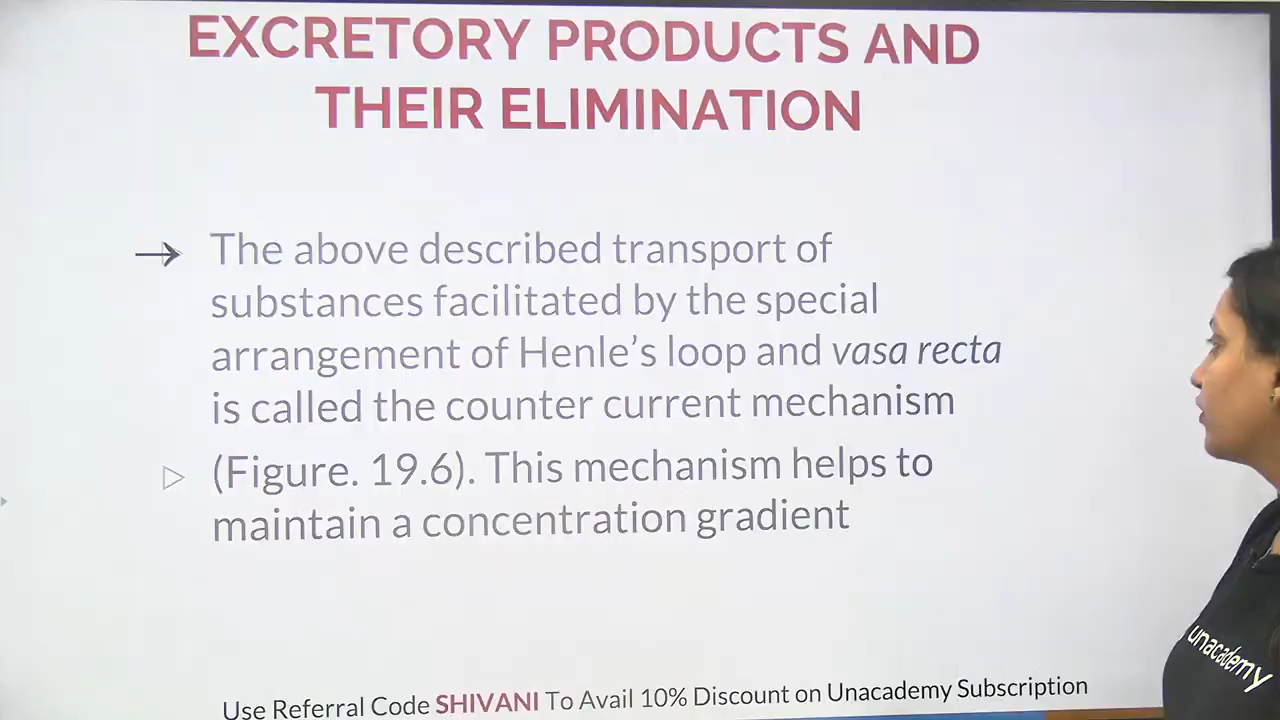 EXCRETORY PRODUCTS AND
THEIR ELIMINATION
→ The above described transport of
substances facilitated by the special
arrangement of Henle's loop and vasa recta
is called the counter current mechanism
▷ (Figure. 19.6). This mechanism helps to
maintain a concentration gradient
unacademy
Use Referral Code SHIVANI To Avail 10% Discount on Unacademy Subscription